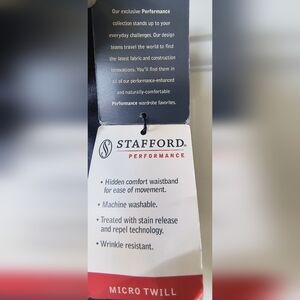 Our exclusive Performance
collection stands up to your
everyday challenges. Our design
teams travel the world to find
the latest fabric and construction
innovations. You'll find them in
all of our performance-enhanced
and naturally-comfortable
Performance wardrobe favorites.
S STAFFORD®
PERFORMANCE
• Hidden comfort waistband
for ease of movement.
• Machine washable.
• Treated with stain release
and repel technology.
• Wrinkle resistant.
MICRO TWILL